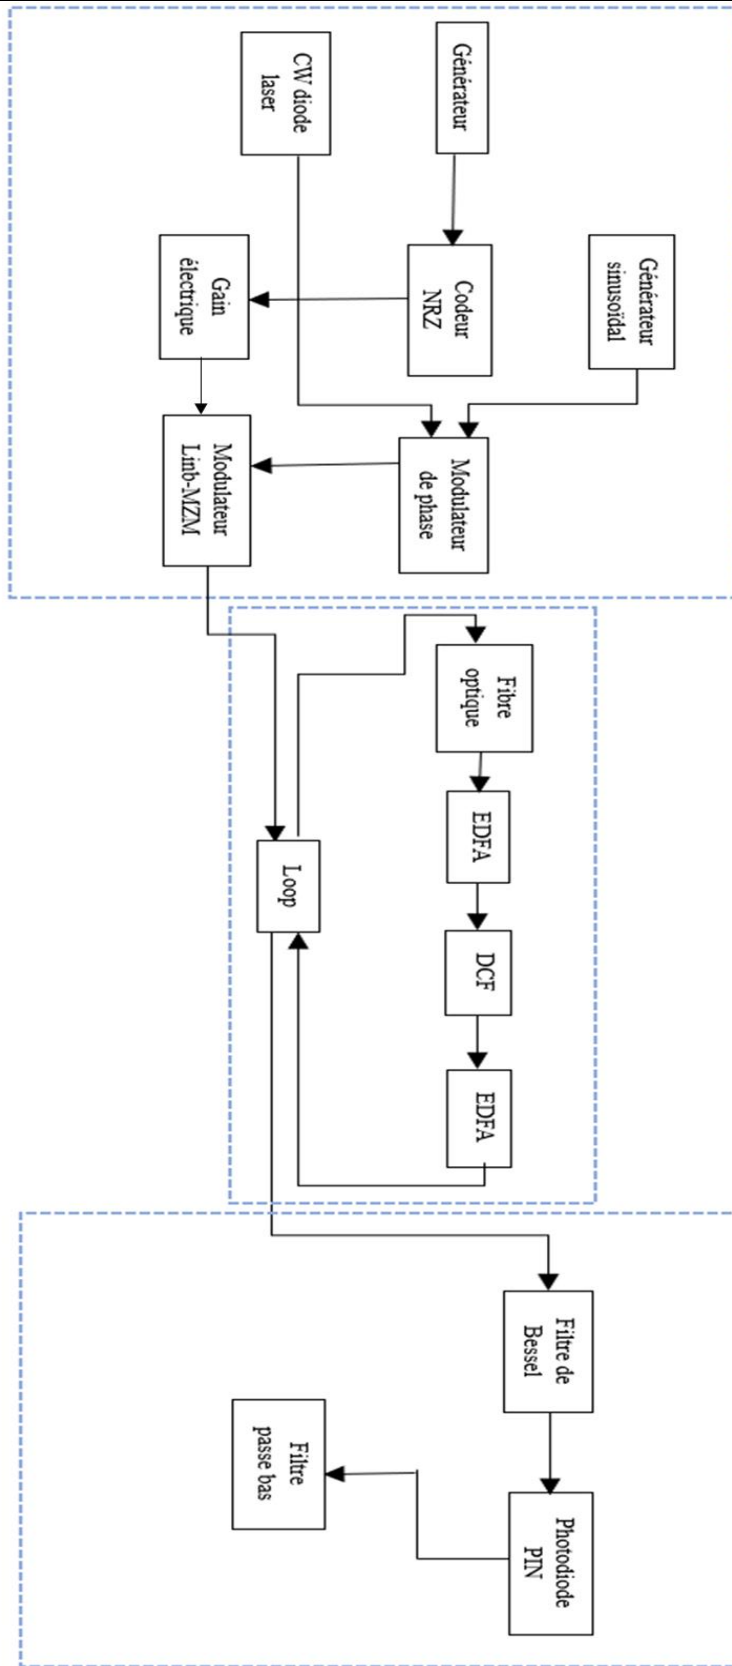 Générateur
sinusoïdal
Générateur
CW diode
laser
Codeur
NRZ
Gain
électrique
Modulateur
de phase
Modulateur
Linb-MZM
Fibre
optique
EDFA
DCF
EDFA
Loop
Filtre de
Bessel
Photodiode
PIN
Filtre
passe bas